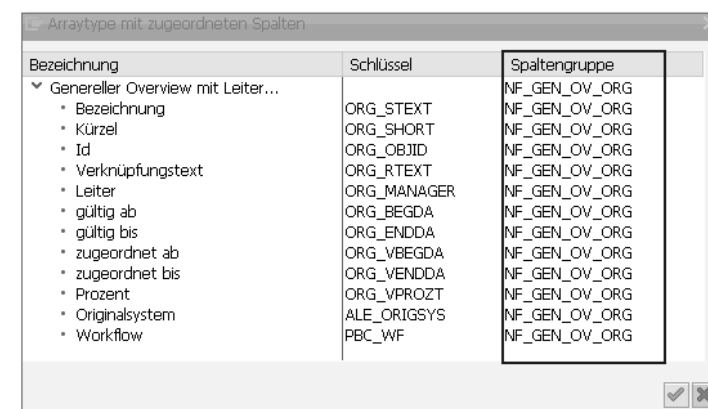 Arraytype mit zugeordneten Spalten
Bezeichnung Schlüssel Spaltengruppe
Genereller Overview mit Leiter... NF_GEN_OV_ORG
Bezeichnung ORG_STEXT NF_GEN_OV_ORG
Kürzel ORG_SHORT NF_GEN_OV_ORG
Id ORG_OBJID NF_GEN_OV_ORG
Verknüpfungstext ORG_RTEXT NF_GEN_OV_ORG
Leiter ORG_MANAGER NF_GEN_OV_ORG
gültig ab ORG_BEGDA NF_GEN_OV_ORG
gültig bis ORG_ENDDA NF_GEN_OV_ORG
zugeordnet ab ORG_VBEGDA NF_GEN_OV_ORG
zugeordnet bis ORG_VENDDA NF_GEN_OV_ORG
Prozent ORG_VPROZT NF_GEN_OV_ORG
Originalsystem ALE_ORIGSYS NF_GEN_OV_ORG
Workflow PBC_WF NF_GEN_OV_ORG